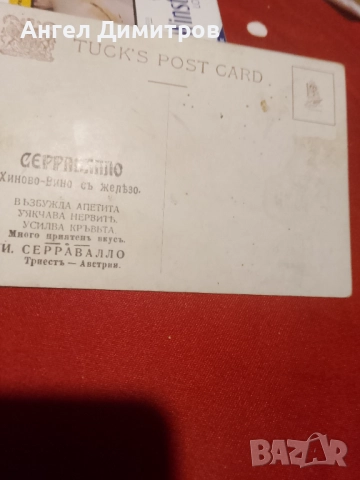 Ангел Димитров
TUCK'S POST CARD
СЕРРАВАЛЛО
Хиново-Вино съ желѣзо.
ВЪЗБУЖДА АПЕТИТА
УЯКЧАВА НЕРВИТѢ
УСИЛВА КРЪВЬТА
Много приятенъ вкусъ.
И. СЕРРАВАЛЛО
Триестъ — Австрия.
BAZAR